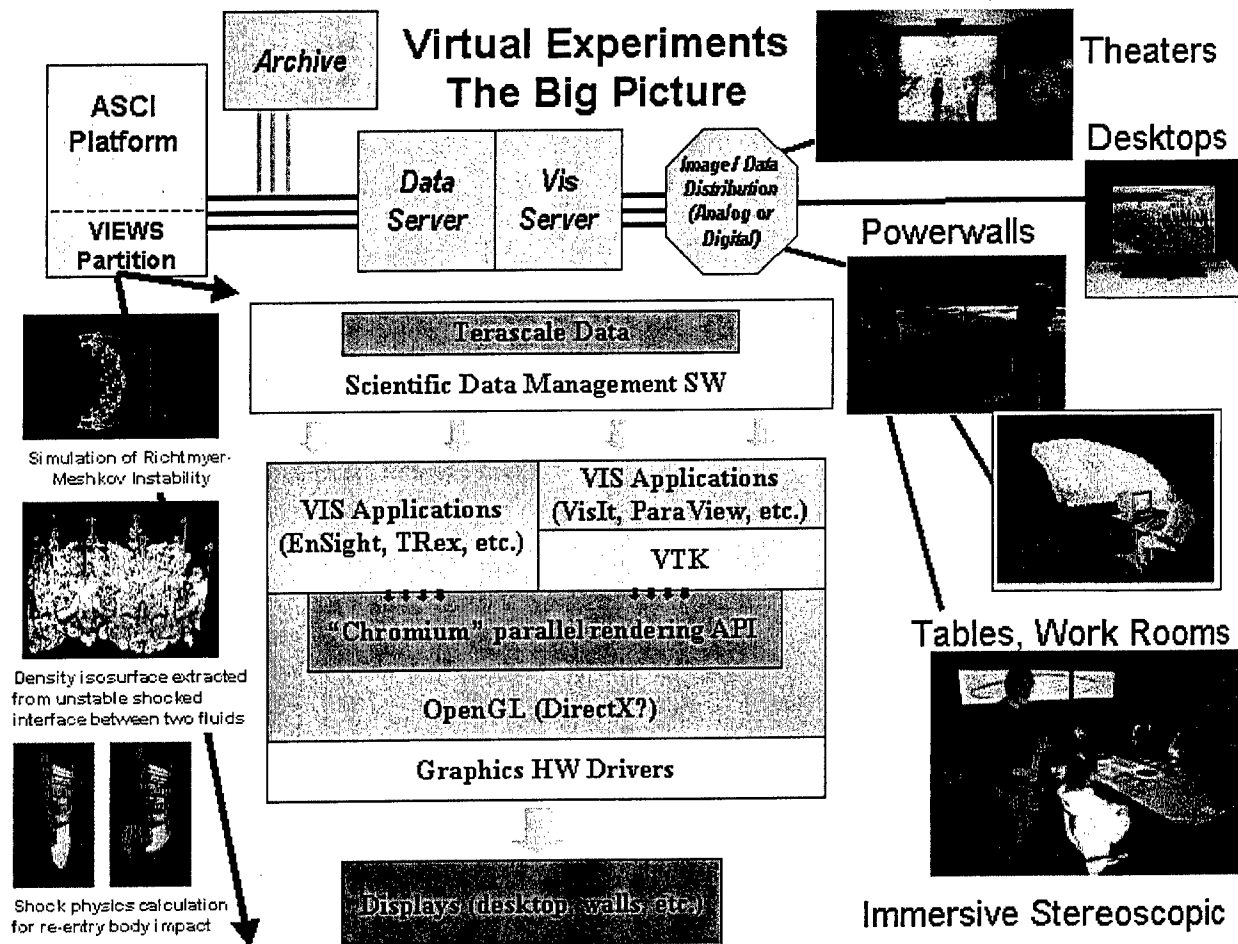 Virtual Experiments
The Big Picture
Archive
ASCI
Platform
VIEWS
Partition
Data
Server
Vis
Server
Image/ Data
Distribution
(Analog or
Digital)
Theaters
Desktops
Powerwalls
Terascale Data
Scientific Data Management SW
Simulation of Richtmyer-
Meshkov Instability
VIS Applications
(EnSight, TRex, etc.)
VIS Applications
(VisIt, ParaView, etc.)
VTK
"Chromium" parallel rendering API
OpenGL (DirectX?)
Graphics HW Drivers
Density isosurface extracted
from unstable shocked
interface between two fluids
Tables, Work Rooms
Displays (desktop, walls, etc.)
Shock physics calculation
for re-entry body impact
Immersive Stereoscopic